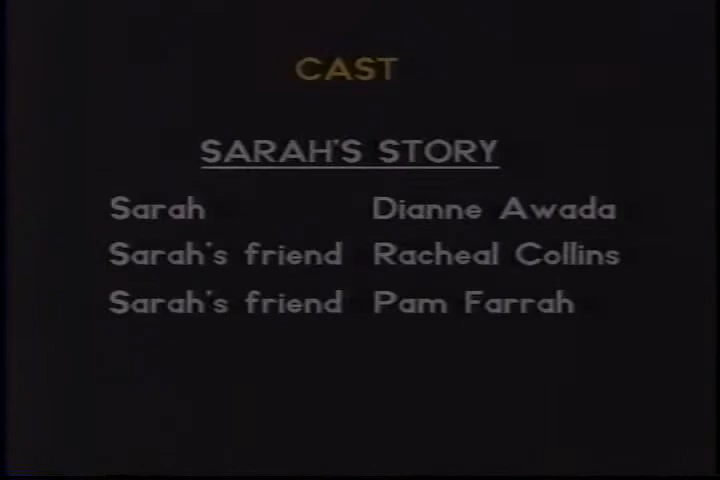 CAST
SARAH'S STORY
Sarah Dianne Awada
Sarah's friend Racheal Collins
Sarah's friend Pam Farrah